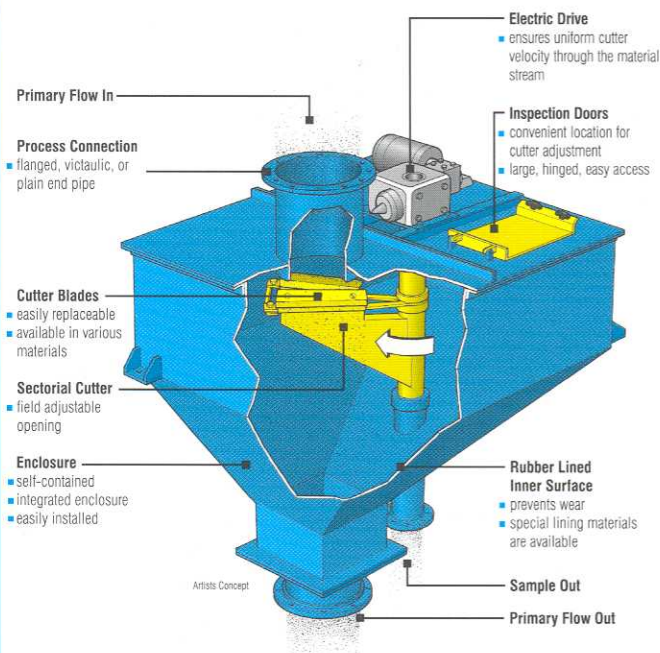 Electric Drive
ensures uniform cutter
velocity through the material
stream
Primary Flow In
Inspection Doors
convenient location for
cutter adjustment
large, hinged, easy access
Process Connection
flanged, victaulic, or
plain end pipe
Cutter Blades
easily replaceable
available in various
materials
Sectorial Cutter
field adjustable
opening
Enclosure
self-contained
integrated enclosure
easily installed
Rubber Lined
Inner Surface
prevents wear
special lining materials
are available
Artists Concept
Sample Out
Primary Flow Out